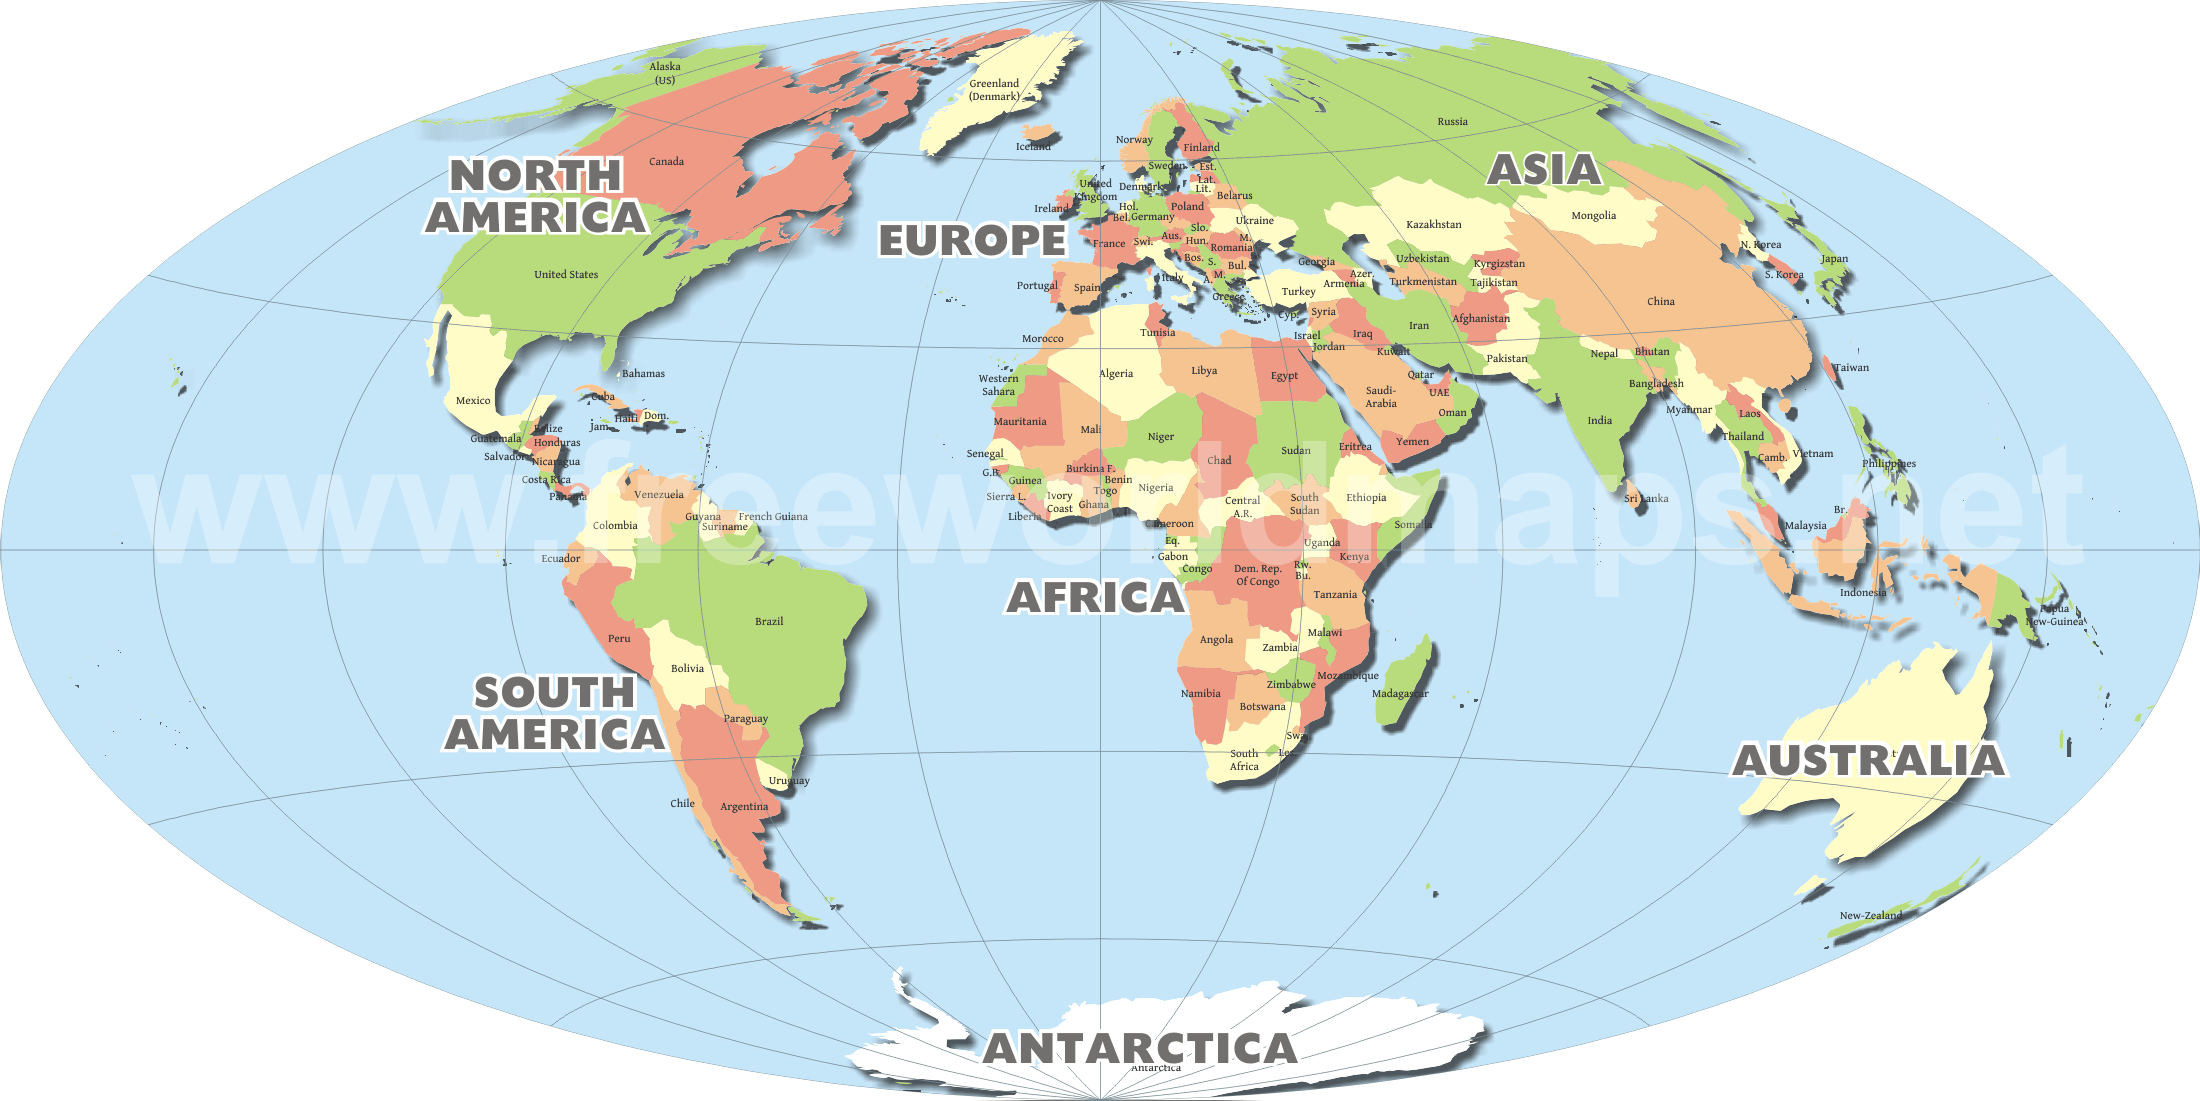 Alaska
(US)
Greenland
(Denmark)
Russia
Canada
Iceland
Norway
Finland
Sweden
Est.
Lat.
Lit.
NORTH
AMERICA
ASIA
United
Kingdom
Denmark
Belarus
Ireland
Hol.
Bel.
Germany
Poland
Ukraine
Kazakhstan
Mongolia
EUROPE
France
Swi.
Aus.
Slo.
Hun.
M.
Romania
Bos.
S.
Bul.
M.
A.
Italy
Greece
Georgia
Azer.
Armenia
Uzbekistan
Kyrgizstan
Turkmenistan
Tajikistan
N. Korea
S. Korea
Japan
United States
Portugal
Spain
Turkey
Cyp.
Syria
China
Afghanistan
Iran
Iraq
Israel
Jordan
Kuwait
Morocco
Tunisia
Pakistan
Nepal
Bhutan
Taiwan
Bahamas
Western
Sahara
Algeria
Libya
Egypt
Saudi-
Arabia
Qatar
UAE
Oman
Bangladesh
Mexico
Cuba
Haiti
Dom.
Jam.
Belize
Guatemala
Honduras
Salvador
Nicaragua
Costa Rica
Panama
Mauritania
Mali
Niger
Chad
Sudan
Eritrea
Yemen
India
Myanmar
Laos
Thailand
Camb.
Vietnam
Philippines
Senegal
G.B.
Guinea
Sierra L.
Liberia
Ivory
Coast
Burkina F.
Ghana
Togo
Benin
Nigeria
Central
A.R.
South
Sudan
Ethiopia
Somalia
Sri Lanka
www.freeworldmaps.net
Venezuela
Guyana
Suriname
French Guiana
Colombia
Ecuador
Cameroon
Eq.
Gabon
Congo
Uganda
Kenya
Rw.
Bu.
Dem. Rep.
Of Congo
Br.
Malaysia
Indonesia
Papua
New-Guinea
AFRICA
Tanzania
Brazil
Peru
Bolivia
Angola
Zambia
Malawi
Mozambique
Zimbabwe
Namibia
Botswana
Madagascar
SOUTH
AMERICA
Paraguay
Sw.
Les.
South
Africa
AUSTRALIA
Uruguay
Chile
Argentina
New-Zealand
ANTARCTICA
Antarctica